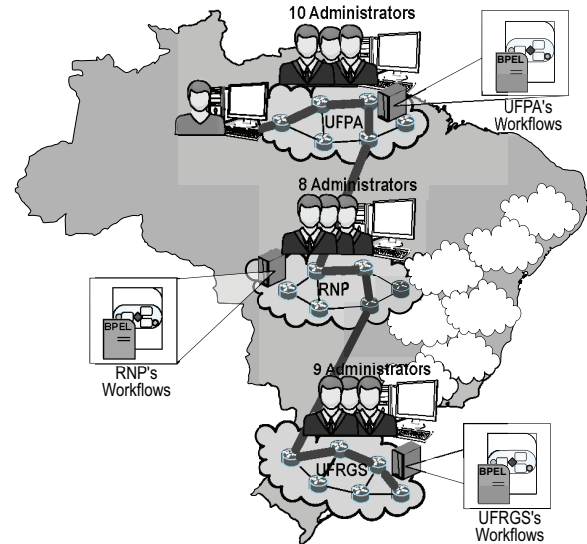 10 Administrators
BPEL
UFPA's
Workflows
UFPA
8 Administrators
RNP
BPEL
RNP's
Workflows
9 Administrators
UFRGS
BPEL
UFRGS's
Workflows